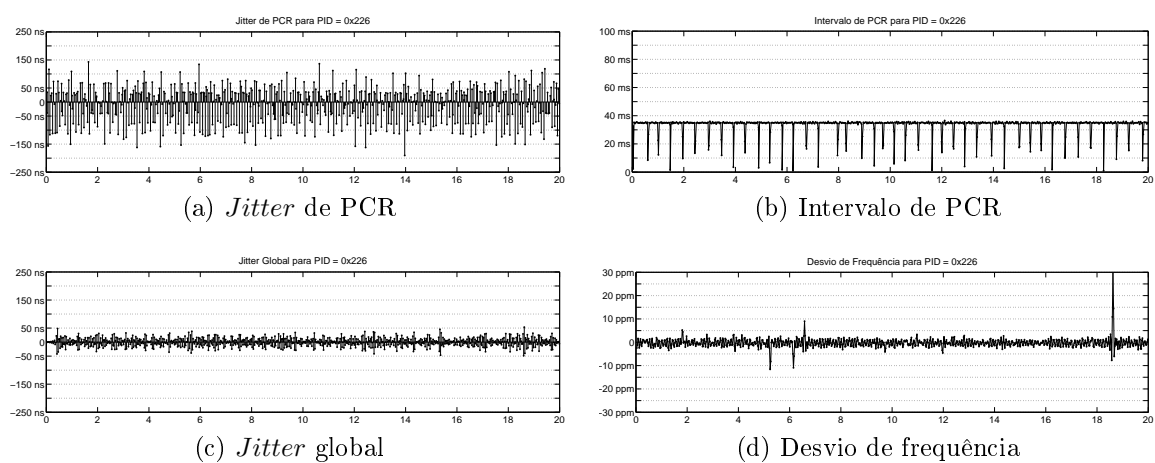 Jitter de PCR para PID = 0x226
250 ns
150 ns
50 ns
0
−50 ns
−150 ns
−250 ns
0 2 4 6 8 10 12 14 16 18 20
(a) Jitter de PCR
Intervalo de PCR para PID = 0x226
100 ms
80 ms
60 ms
40 ms
20 ms
0
0 2 4 6 8 10 12 14 16 18 20
(b) Intervalo de PCR
Jitter Global para PID = 0x226
250 ns
150 ns
50 ns
0
−50 ns
−150 ns
−250 ns
0 2 4 6 8 10 12 14 16 18 20
(c) Jitter global
Desvio de Frequência para PID = 0x226
30 ppm
20 ppm
10 ppm
0
-10 ppm
-20 ppm
-30 ppm
0 2 4 6 8 10 12 14 16 18 20
(d) Desvio de frequência